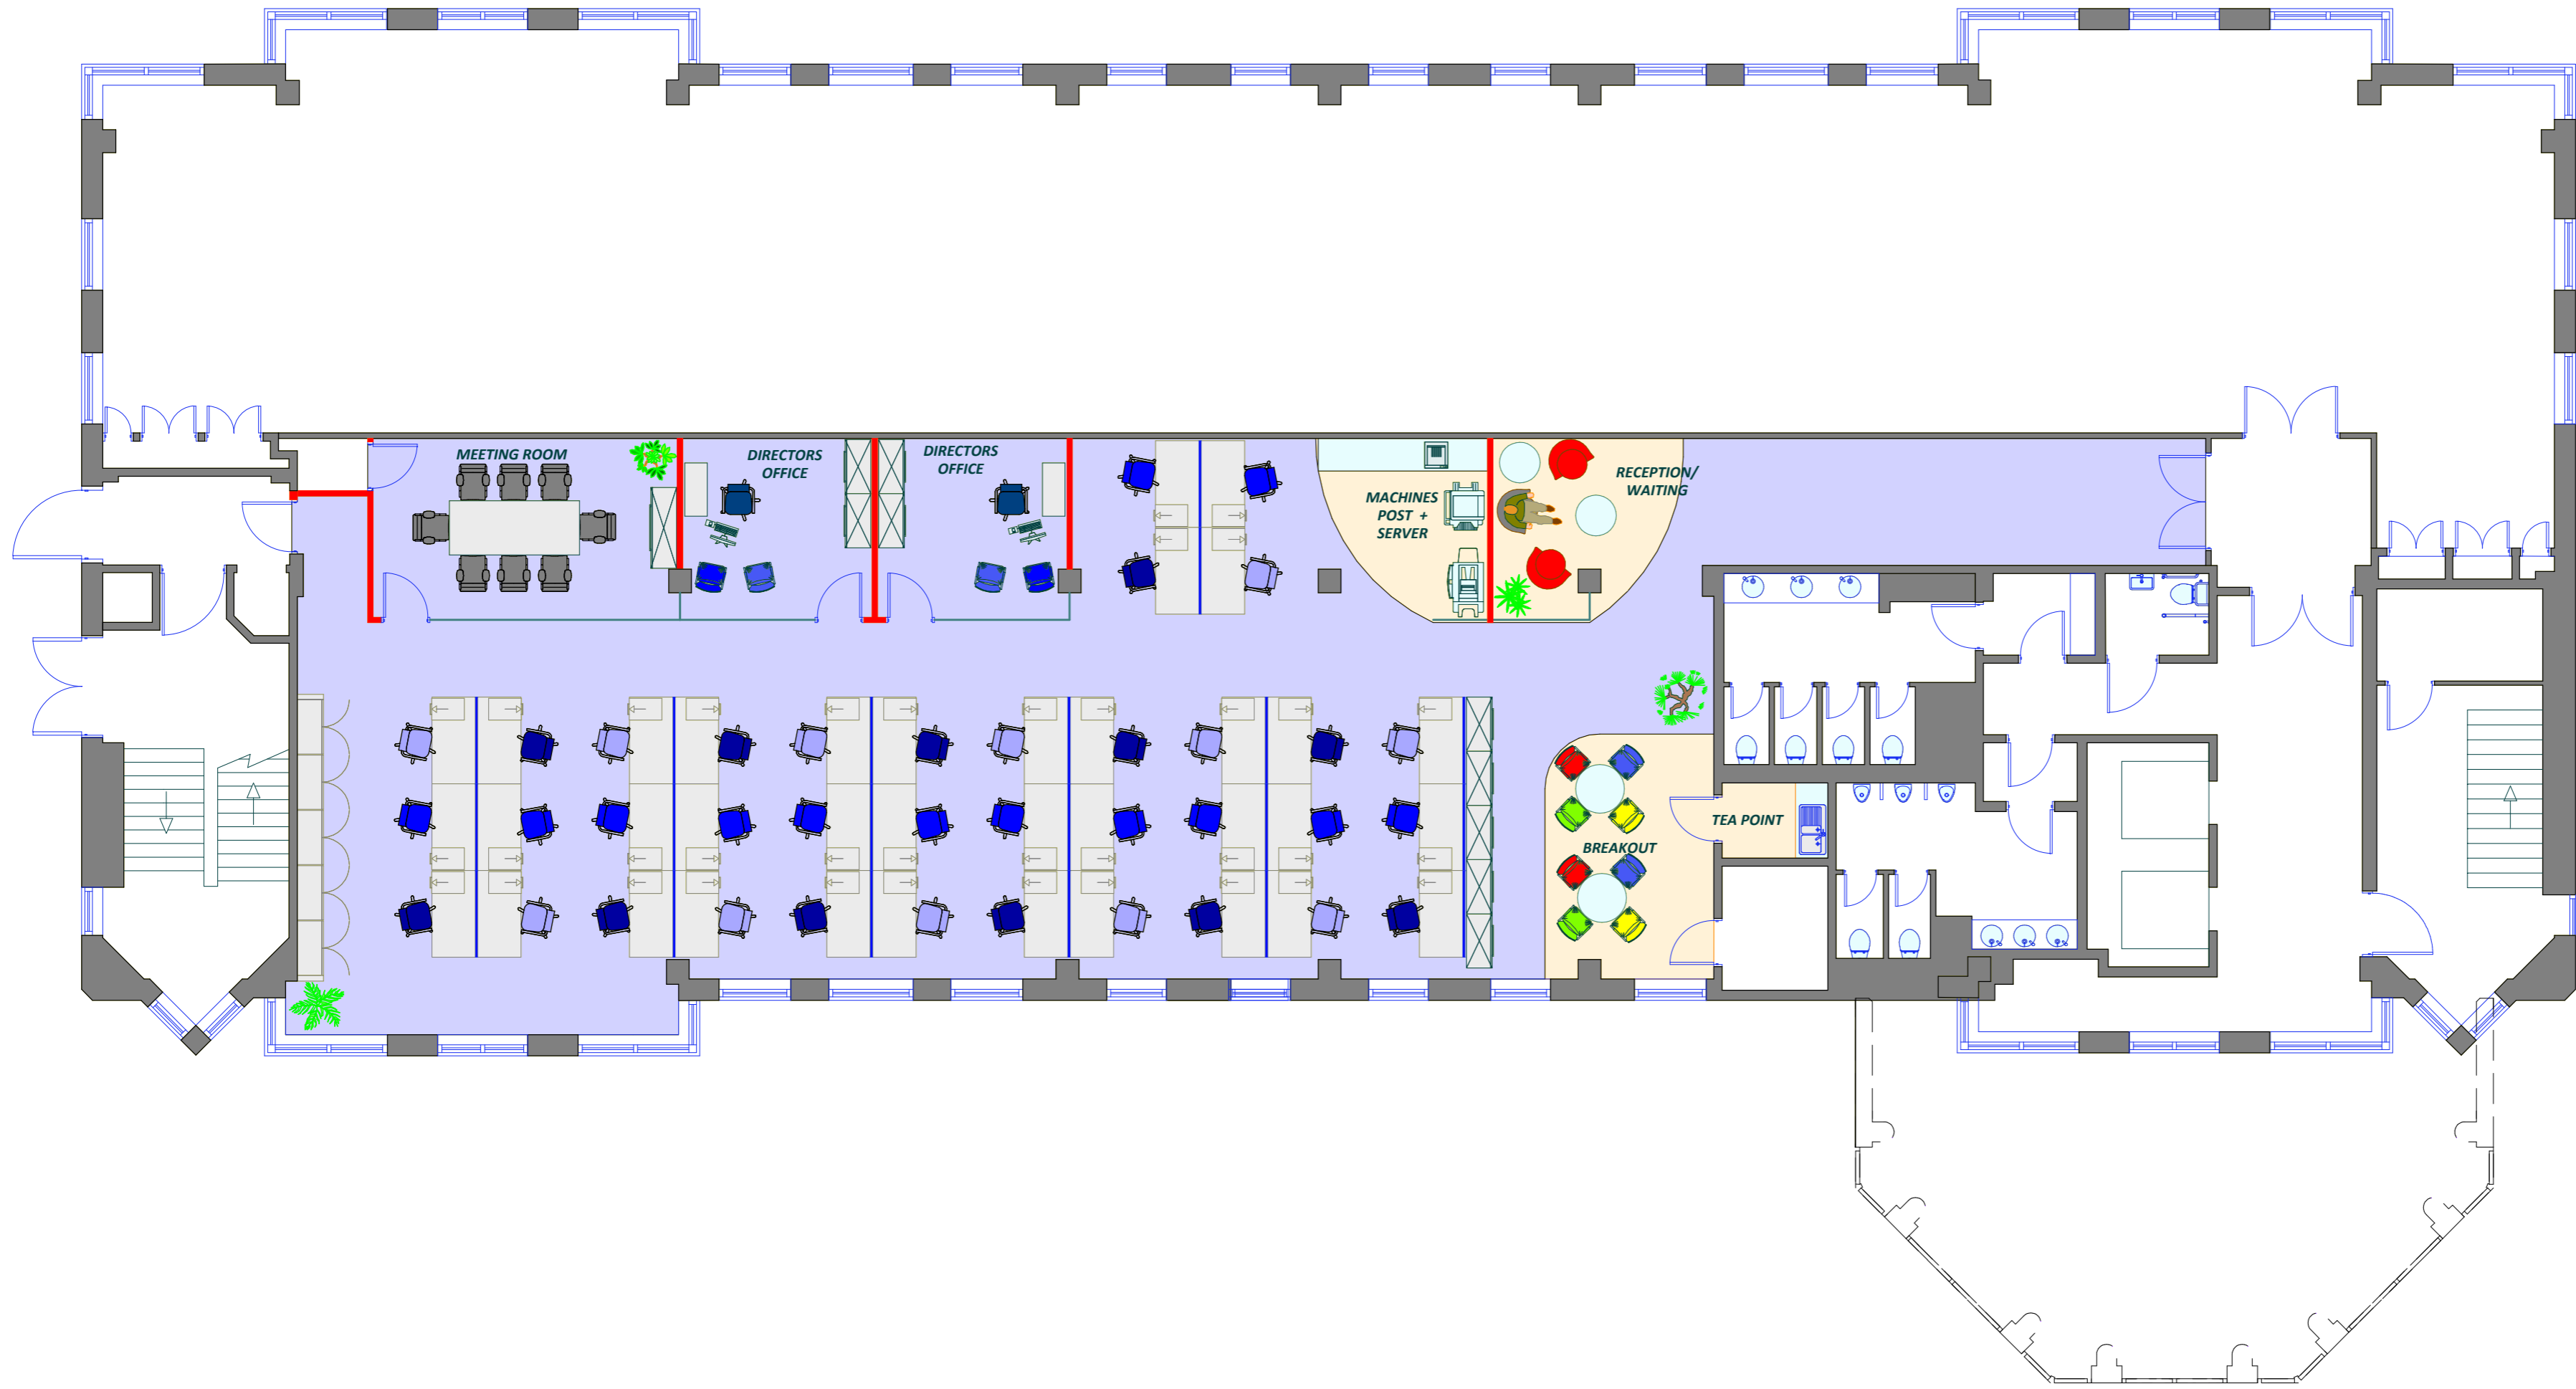 MEETING ROOM
DIRECTORS
OFFICE
DIRECTORS
OFFICE
MACHINES
POST +
SERVER
RECEPTION/
WAITING
TEA POINT
BREAKOUT